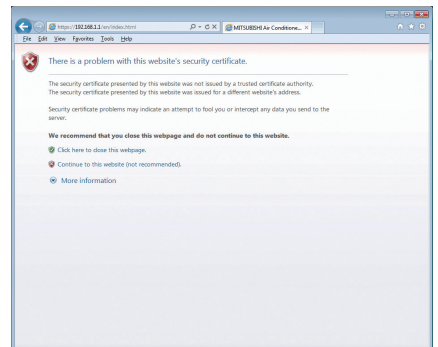 https://192.168.1.1/en/index.html
MITSUBISHI Air Conditione...
File Edit View Favorites Tools Help
There is a problem with this website's security certificate.
The security certificate presented by this website was not issued by a trusted certificate authority.
The security certificate presented by this website was issued for a different website's address.
Security certificate problems may indicate an attempt to fool you or intercept any data you send to the
server.
We recommend that you close this webpage and do not continue to this website.
Click here to close this webpage.
Continue to this website (not recommended).
More information